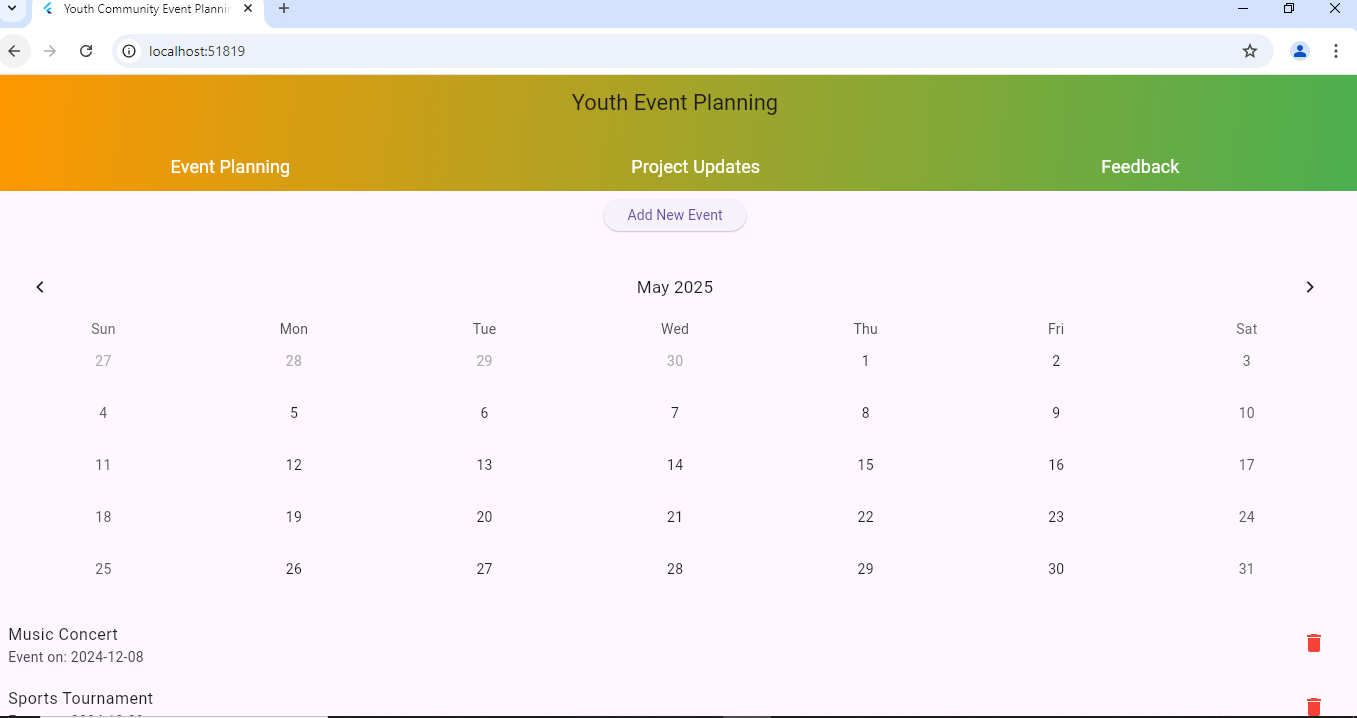 Youth Community Event Plannin
localhost:51819
Youth Event Planning
Event Planning Project Updates Feedback
Add New Event
May 2025
Sun Mon Tue Wed Thu Fri Sat
27 28 29 30 1 2 3
4 5 6 7 8 9 10
11 12 13 14 15 16 17
18 19 20 21 22 23 24
25 26 27 28 29 30 31
Music Concert
Event on: 2024-12-08
Sports Tournament